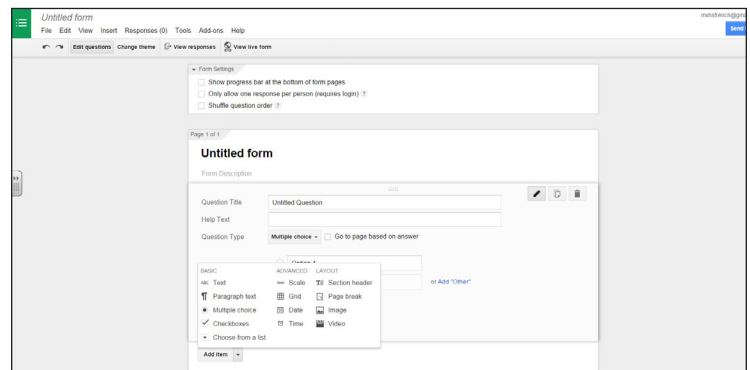 Untitled form
File Edit View Insert Responses (0) Tools Add-ons Help
Send
Edit questions Change theme View responses View live form
Form Settings
Show progress bar at the bottom of form pages
Only allow one response per person (requires login) ?
Shuffle question order ?
Page 1 of 1
Untitled form
Form Description
Question Title Untitled Question
Help Text
Question Type Multiple choice Go to page based on answer
BASIC ADVANCED LAYOUT
ABC Text Scale Section header
Paragraph text Grid Page break
Multiple choice Date Image
Checkboxes Time Video
Choose from a list
or Add "Other"
Add item